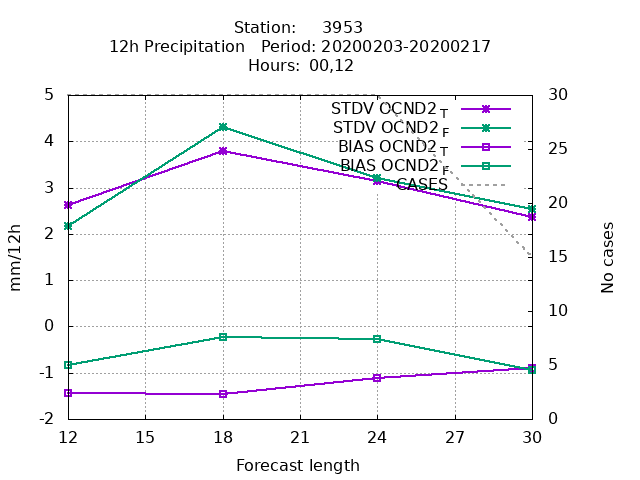 Station: 3953
12h Precipitation Period: 20200203-20200217
Hours: 00,12
5 30
STDV OCND2 T
STDV OCND2 F
4 25
BIAS OCND2 T
BIAS OCND2 F
CASES
3
2 20
mm/12h
No cases
1 15
0 10
-1 5
-2 0
12 15 18 21 24 27 30
Forecast length